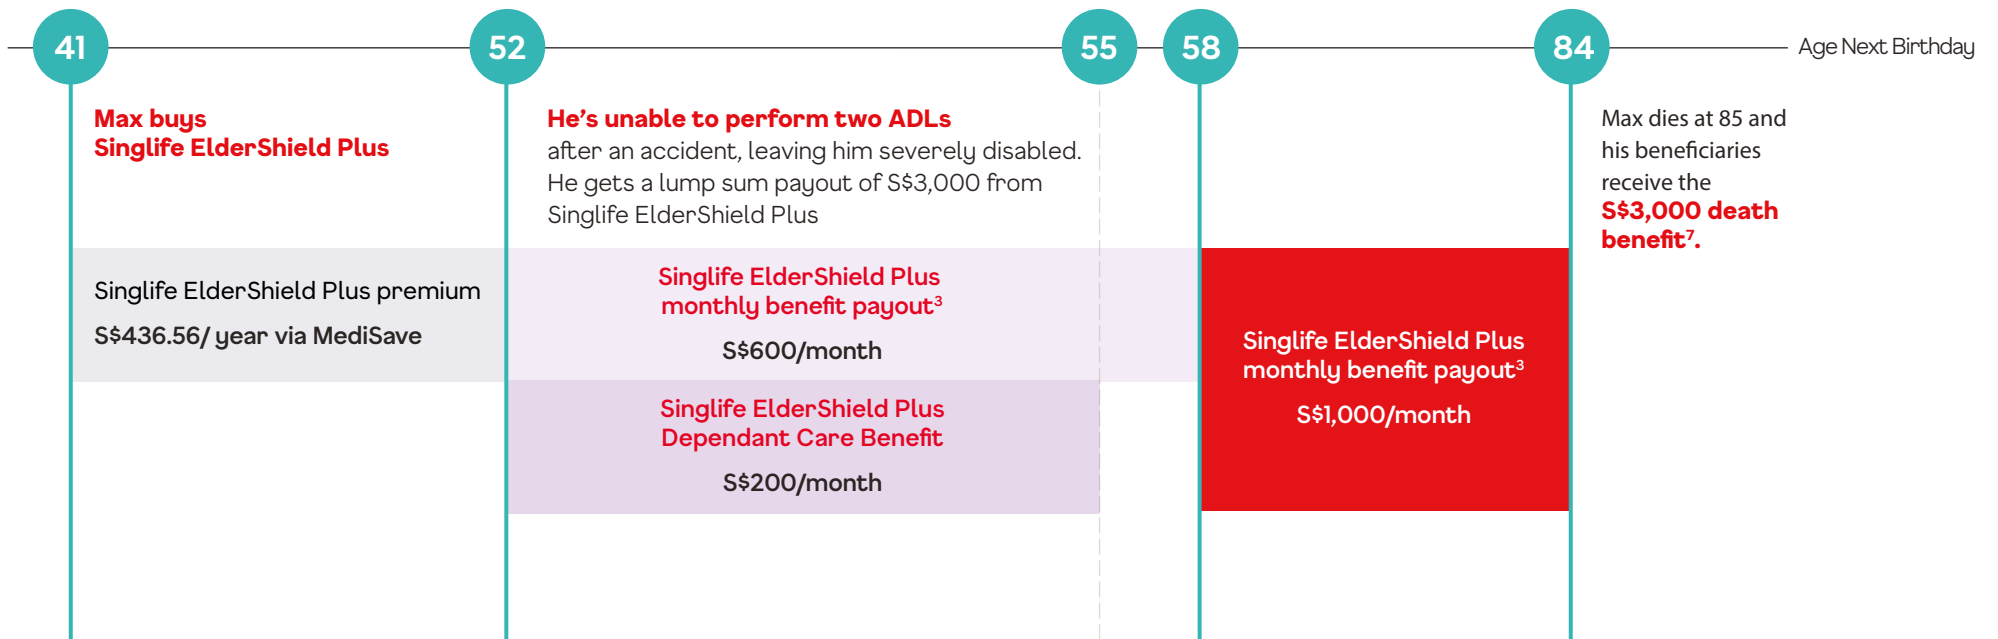 41
52
55
58
84
Age Next Birthday
Max buys
Singlife ElderShield Plus
He's unable to perform two ADLs
after an accident, leaving him severely disabled.
He gets a lump sum payout of S$3,000 from
Singlife ElderShield Plus
Max dies at 85 and
his beneficiaries
receive the
S$3,000 death
benefit⁷.
Singlife ElderShield Plus premium
S$436.56/ year via MediSave
Singlife ElderShield Plus
monthly benefit payout³
S$600/month
Singlife ElderShield Plus
Dependant Care Benefit
S$200/month
Singlife ElderShield Plus
monthly benefit payout³
S$1,000/month